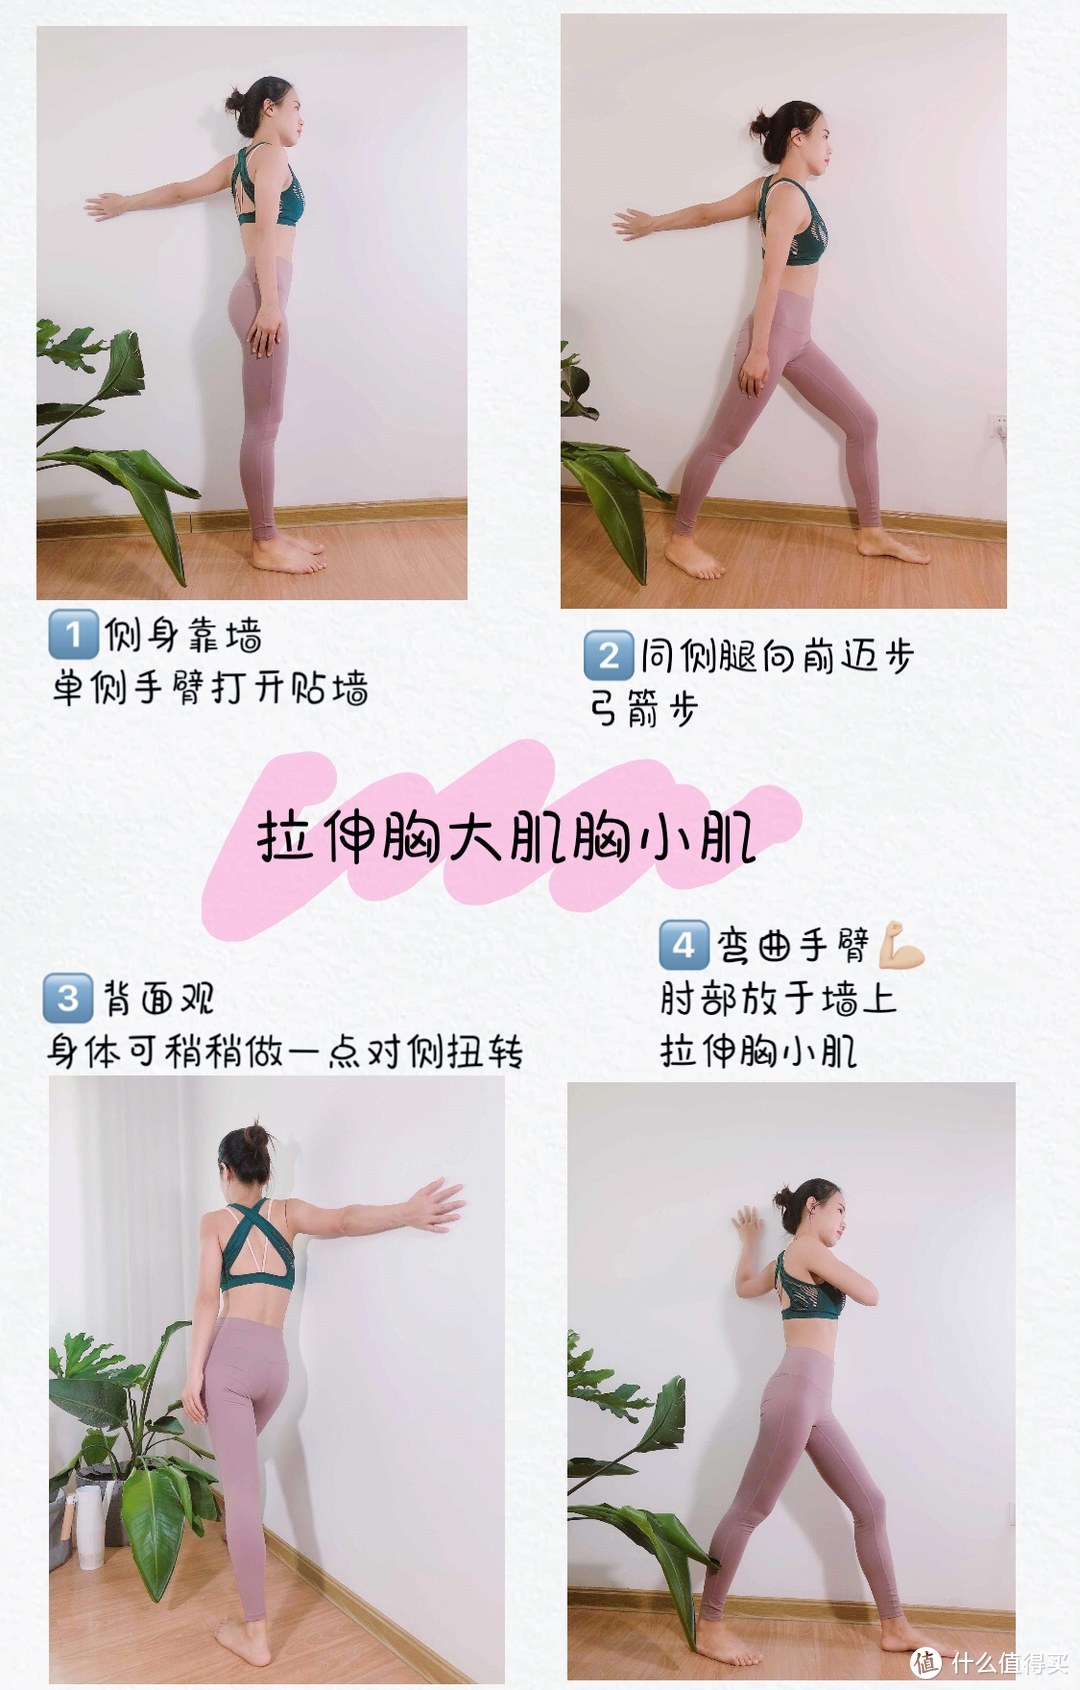 1 侧身靠墙
单侧手臂打开贴墙
2 同侧腿向前迈步
弓箭步
拉伸胸大肌胸小肌
3 背面观
身体可稍稍做一点对侧扭转
4 弯曲手臂💪🏼
肘部放于墙上
拉伸胸小肌
值 什么值得买